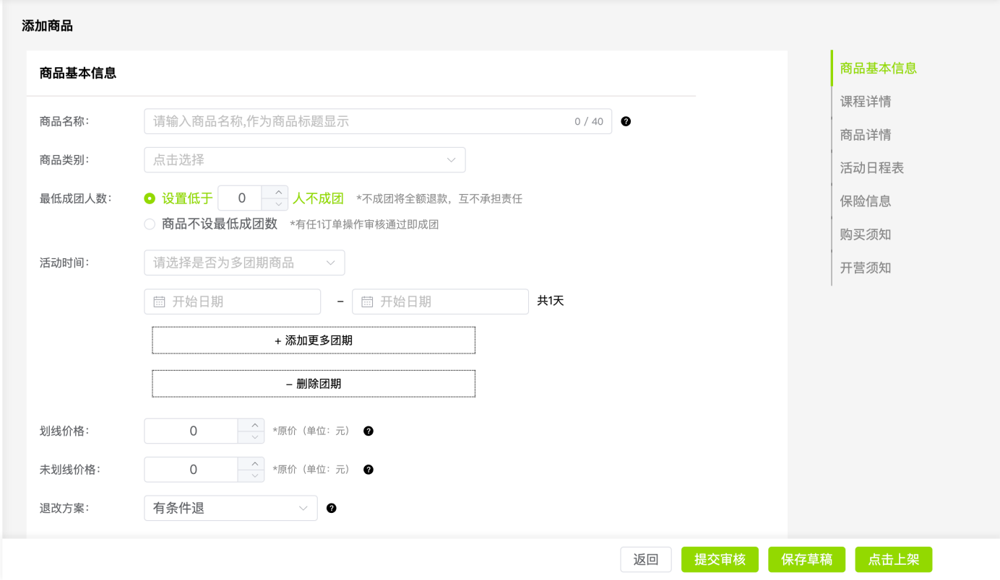 添加商品
商品基本信息
商品名称：
请输入商品名称,作为商品标题显示
0 / 40
商品类别：
点击选择
最低成团人数：
设置低于 0 人不成团 *不成团将全额退款，互不承担责任
商品不设最低成团数 *有任1订单操作审核通过即成团
活动时间：
请选择是否为多团期商品
开始日期 – 开始日期 共1天
+ 添加更多团期
– 删除团期
划线价格：
0 *原价（单位：元）
未划线价格：
0 *原价（单位：元）
退改方案：
有条件退
商品基本信息
课程详情
商品详情
活动日程表
保险信息
购买须知
开营须知
返回 提交审核 保存草稿 点击上架